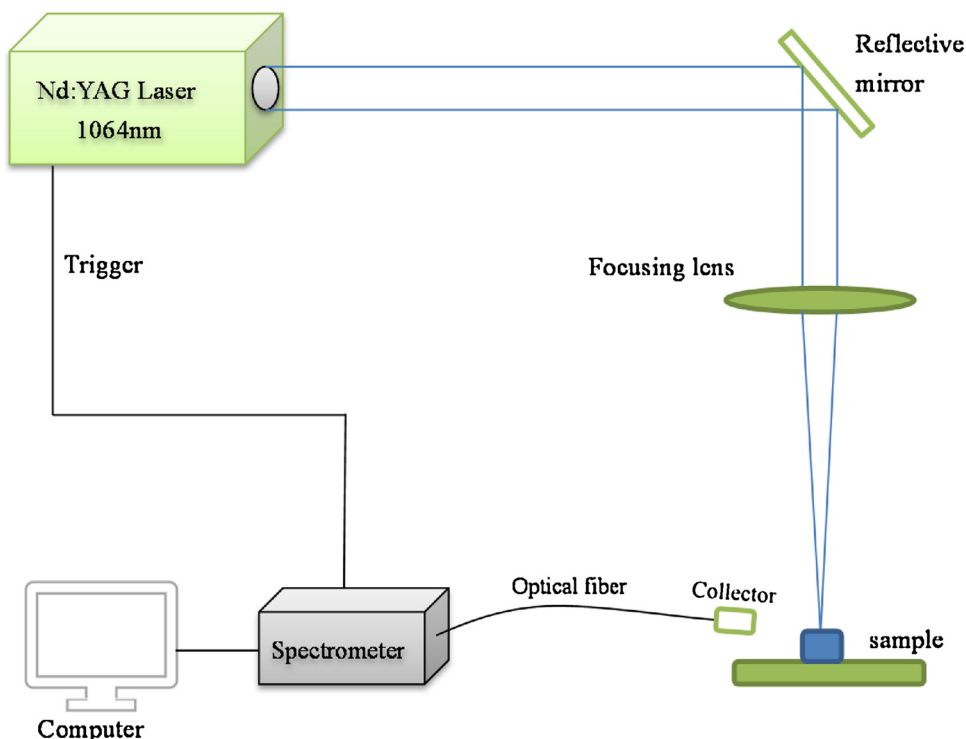 Nd:YAG Laser
1064nm
Reflective
mirror
Trigger
Focusing lens
Optical fiber
Collector
Spectrometer
sample
Computer